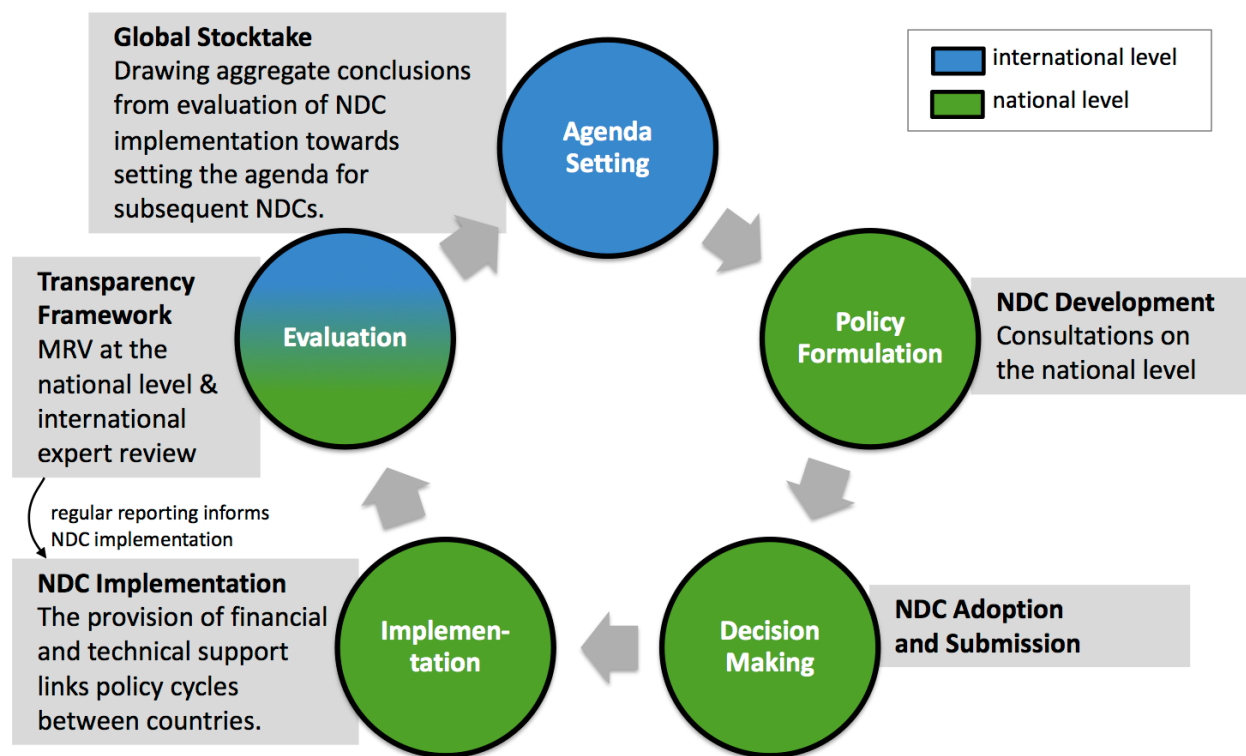 Global Stocktake
Drawing aggregate conclusions
from evaluation of NDC
implementation towards
setting the agenda for
subsequent NDCs.
Agenda
Setting
international level
national level
Transparency
Framework
MRV at the
national level &
international
expert review
Evaluation
Policy
Formulation
NDC Development
Consultations on
the national level
regular reporting informs
NDC implementation
NDC Implementation
The provision of financial
and technical support
links policy cycles
between countries.
Implemen-
tation
Decision
Making
NDC Adoption
and Submission